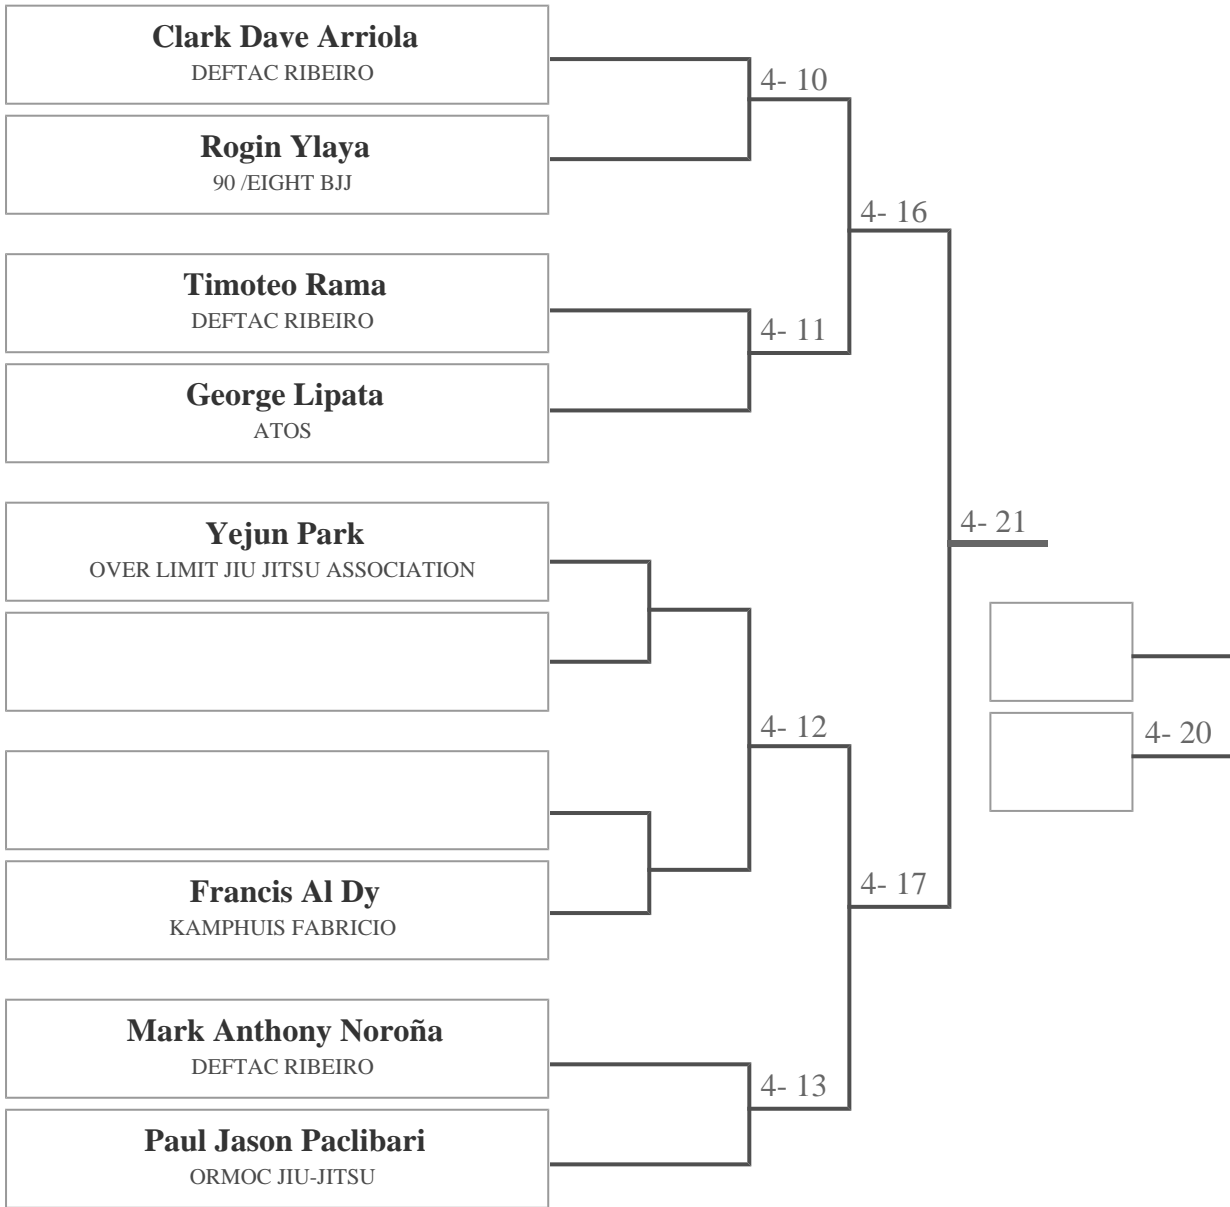 Clark Dave Arriola
DEFTAC RIBEIRO
4- 10
Rogin Ylaya
90 /EIGHT BJJ
4- 16
Timoteo Rama
DEFTAC RIBEIRO
4- 11
George Lipata
ATOS
Yejun Park
OVER LIMIT JIU JITSU ASSOCIATION
4- 21
4- 12
4- 20
Francis Al Dy
KAMPHUIS FABRICIO
4- 17
Mark Anthony Noroña
DEFTAC RIBEIRO
4- 13
Paul Jason Paclibari
ORMOC JIU-JITSU